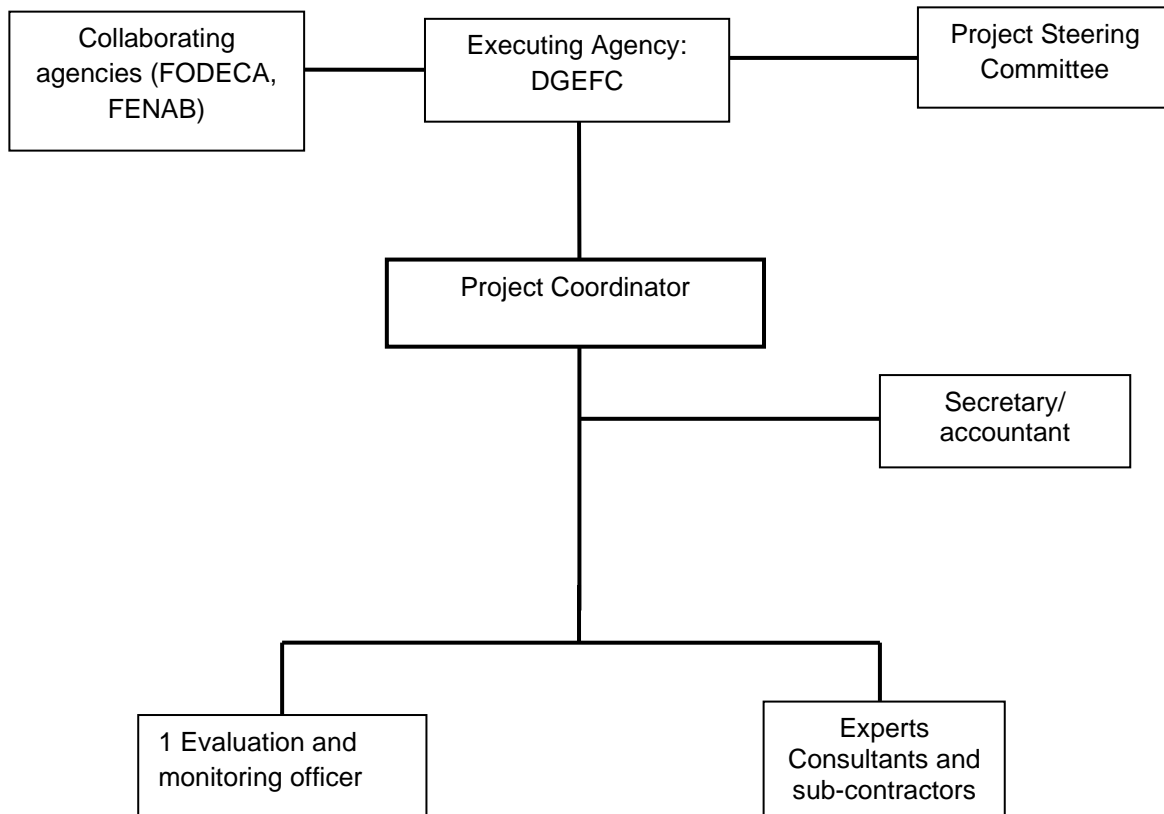 Collaborating
agencies (FODECA,
FENAB)
Executing Agency:
DGEFC
Project Steering
Committee
Project Coordinator
Secretary/
accountant
1 Evaluation and
monitoring officer
Experts
Consultants and
sub-contractors